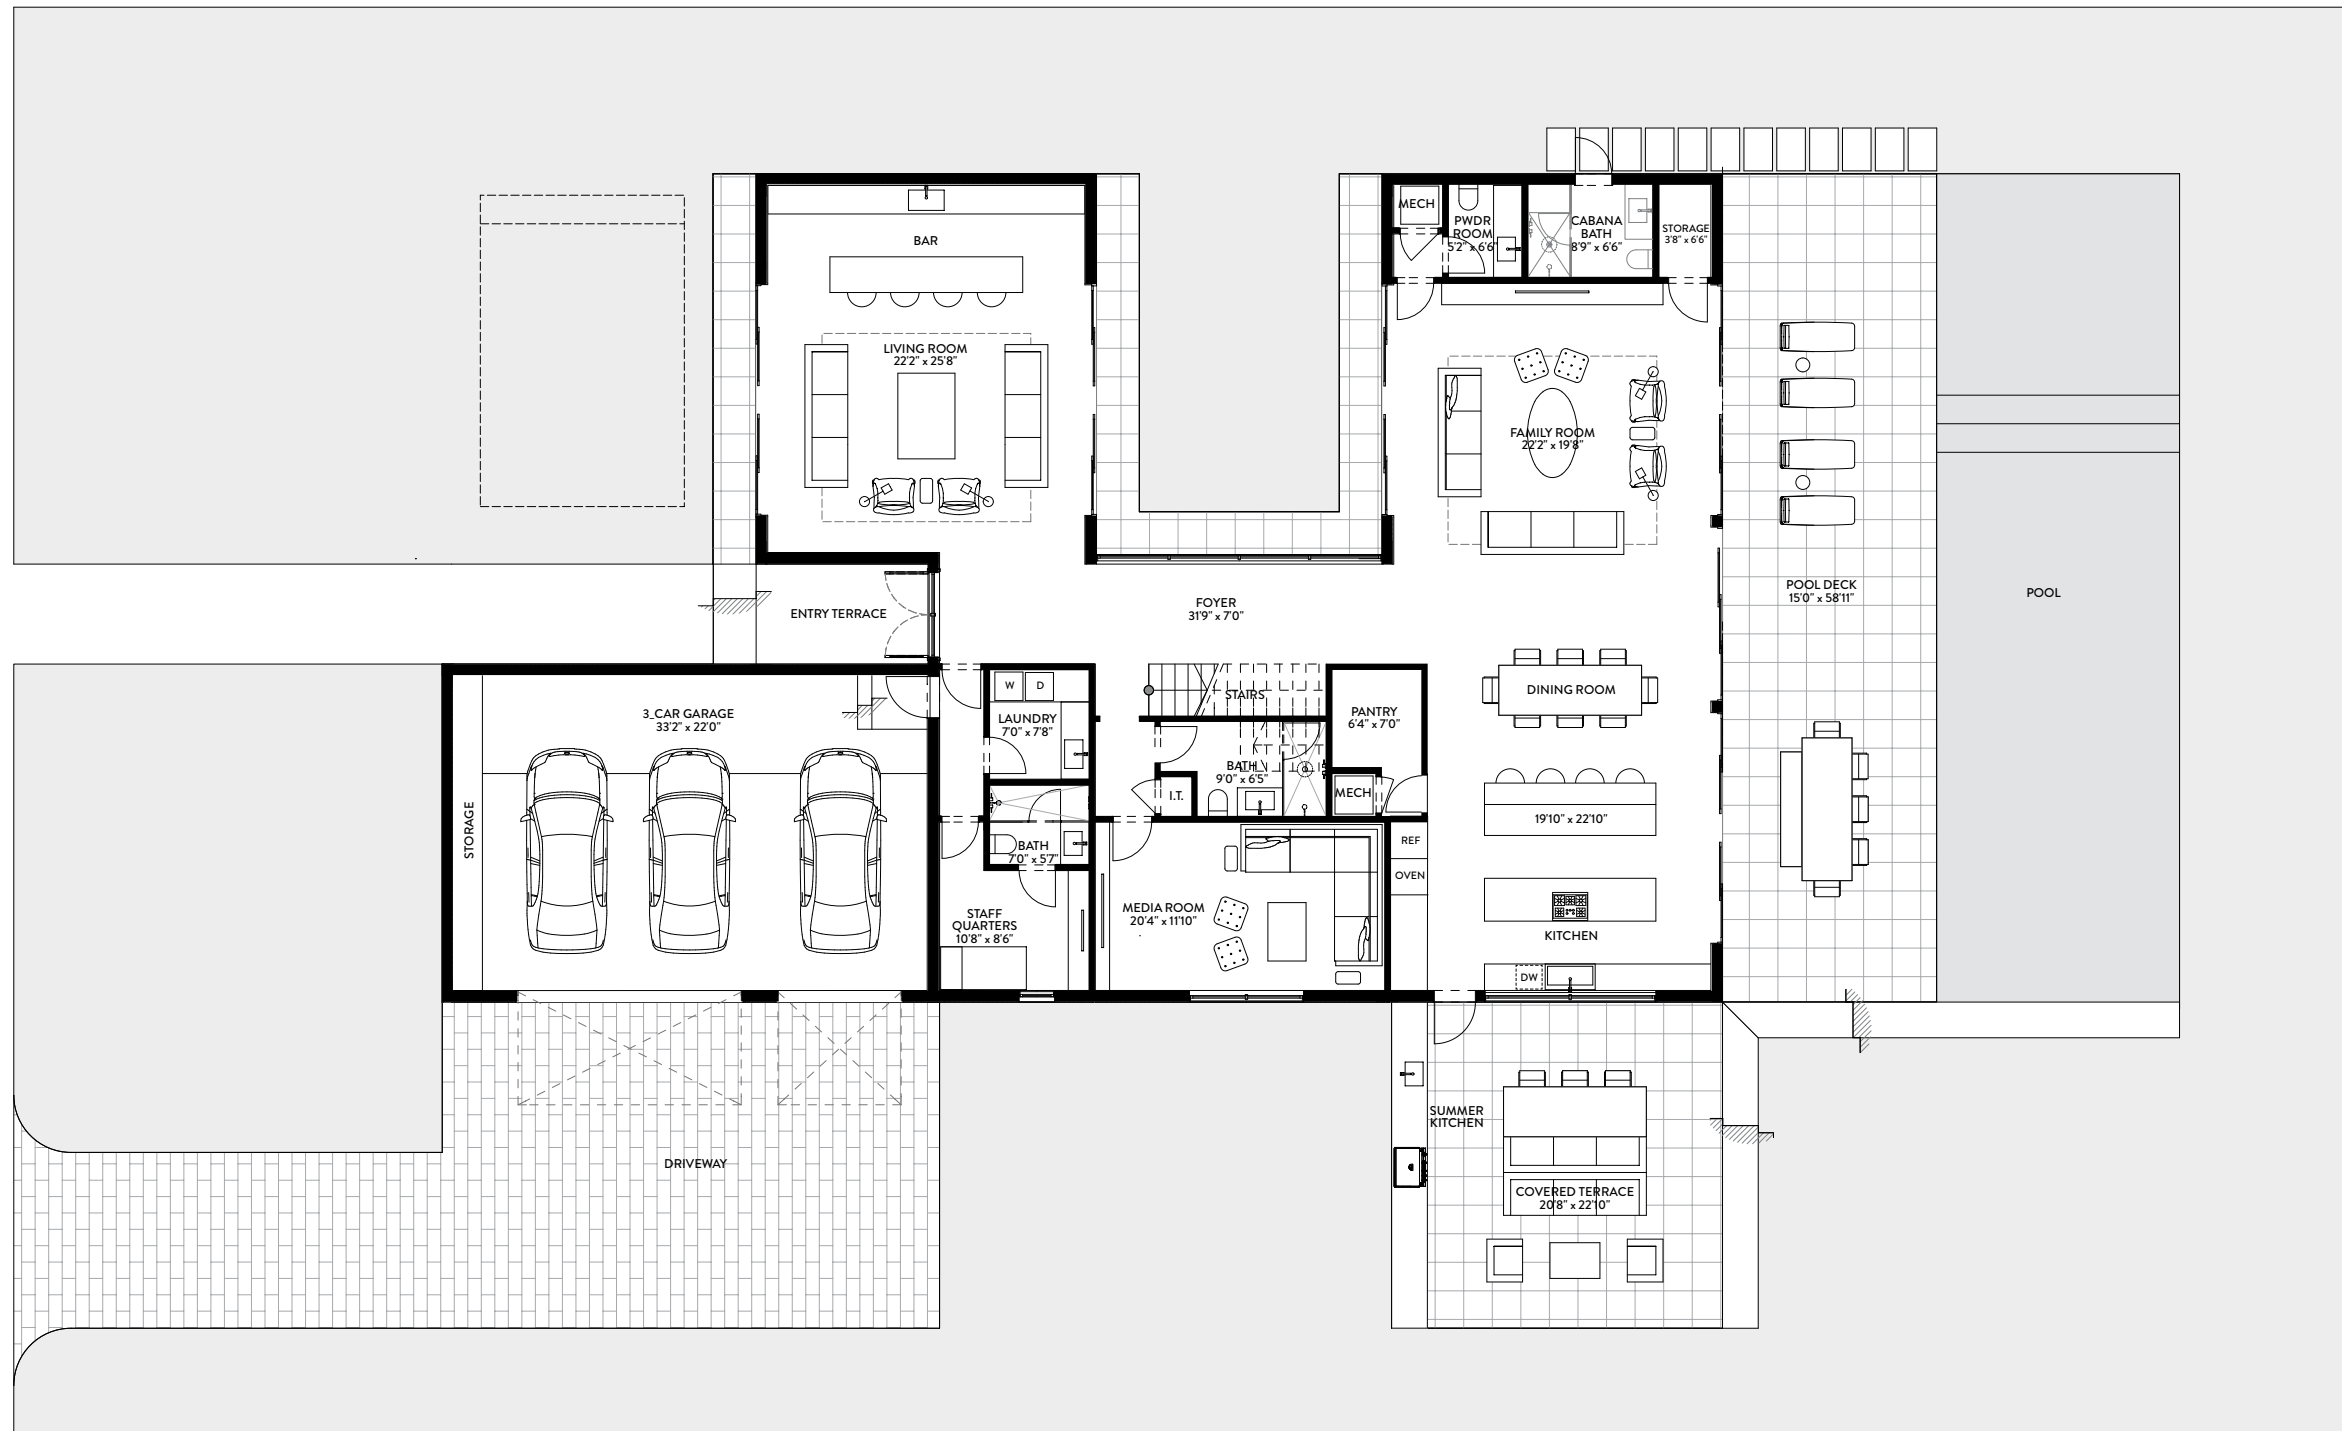 MECH
PWDR
ROOM
5'2" x 6'6"
CABANA
BATH
8'9" x 6'6"
STORAGE
3'8" x 6'6"
BAR
LIVING ROOM
22'2" x 25'8"
FAMILY ROOM
22'2" x 19'8"
POOL DECK
15'0" x 58'11"
POOL
ENTRY TERRACE
FOYER
31'9" x 7'0"
W
D
STAIRS
DINING ROOM
3_CAR GARAGE
33'2" x 22'0"
LAUNDRY
7'0" x 7'8"
PANTRY
6'4" x 7'0"
BATH
9'0" x 6'5"
I.T.
MECH
STORAGE
19'10" x 22'10"
REF
BATH
7'0" x 5'7"
OVEN
MEDIA ROOM
20'4" x 11'10"
STAFF
QUARTERS
10'8" x 8'6"
KITCHEN
DW
SUMMER
KITCHEN
DRIVEWAY
COVERED TERRACE
20'8" x 22'10"